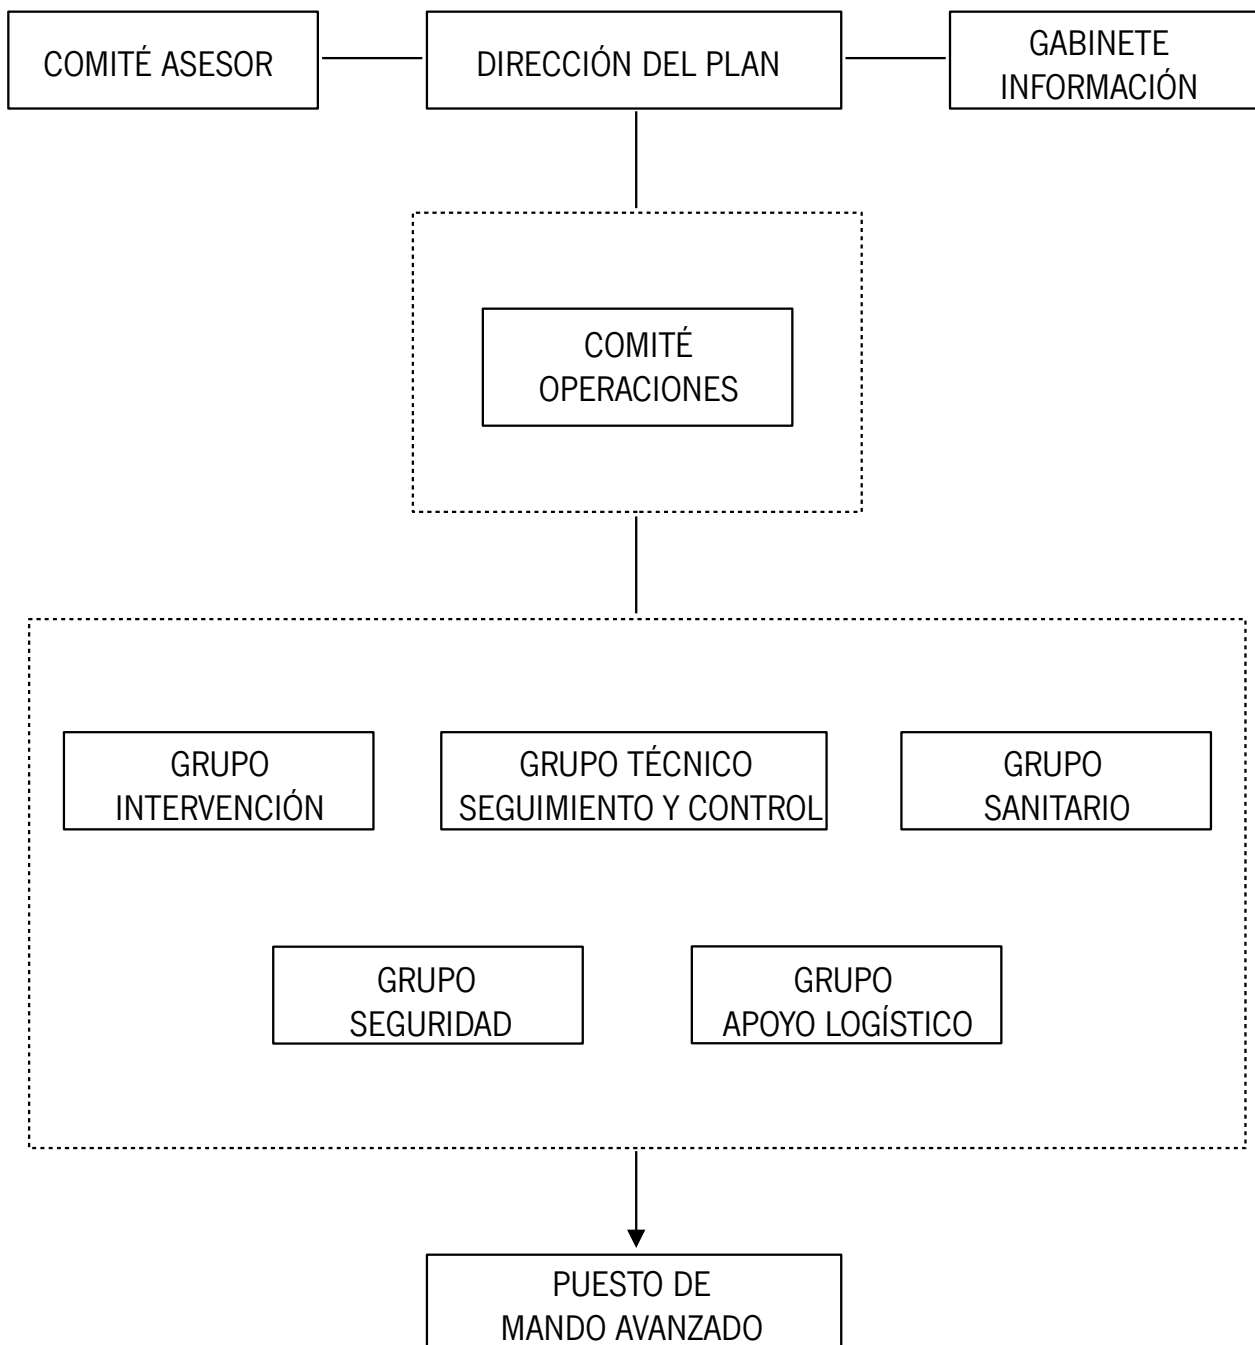 COMITÉ ASESOR
DIRECCIÓN DEL PLAN
GABINETE
INFORMACIÓN
COMITÉ
OPERACIONES
GRUPO
INTERVENCIÓN
GRUPO TÉCNICO
SEGUIMIENTO Y CONTROL
GRUPO
SANITARIO
GRUPO
SEGURIDAD
GRUPO
APOYO LOGÍSTICO
PUESTO DE
MANDO AVANZADO